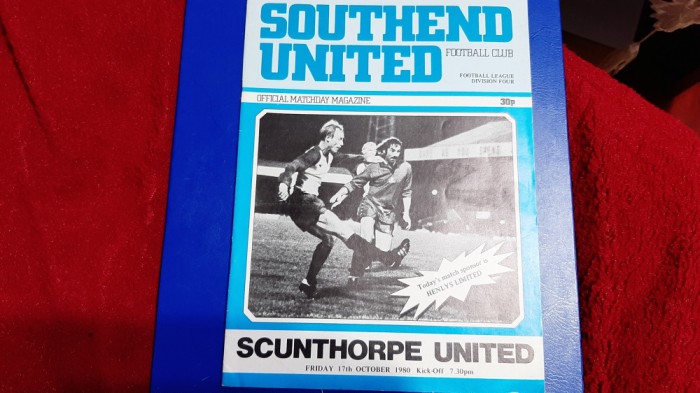 SOUTHEND
UNITED
FOOTBALL CLUB
FOOTBALL LEAGUE
DIVISION FOUR
OFFICIAL MATCHDAY MAGAZINE
30p
Today's match sponsor is
HENLYS LIMITED
SCUNTHORPE UNITED
FRIDAY 17th OCTOBER 1980 Kick-Off 7.30pm